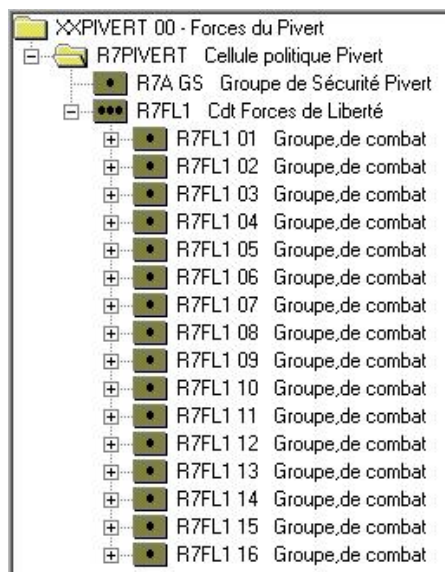 XXPIVERT 00 - Forces du Pivert
R7PIVERT Cellule politique Pivert
R7A GS Groupe de Sécurité Pivert
R7FL1 Cdt Forces de Liberté
R7FL1 01 Groupe,de combat
R7FL1 02 Groupe,de combat
R7FL1 03 Groupe,de combat
R7FL1 04 Groupe,de combat
R7FL1 05 Groupe,de combat
R7FL1 06 Groupe,de combat
R7FL1 07 Groupe,de combat
R7FL1 08 Groupe,de combat
R7FL1 09 Groupe,de combat
R7FL1 10 Groupe,de combat
R7FL1 11 Groupe,de combat
R7FL1 12 Groupe,de combat
R7FL1 13 Groupe,de combat
R7FL1 14 Groupe,de combat
R7FL1 15 Groupe,de combat
R7FL1 16 Groupe,de combat